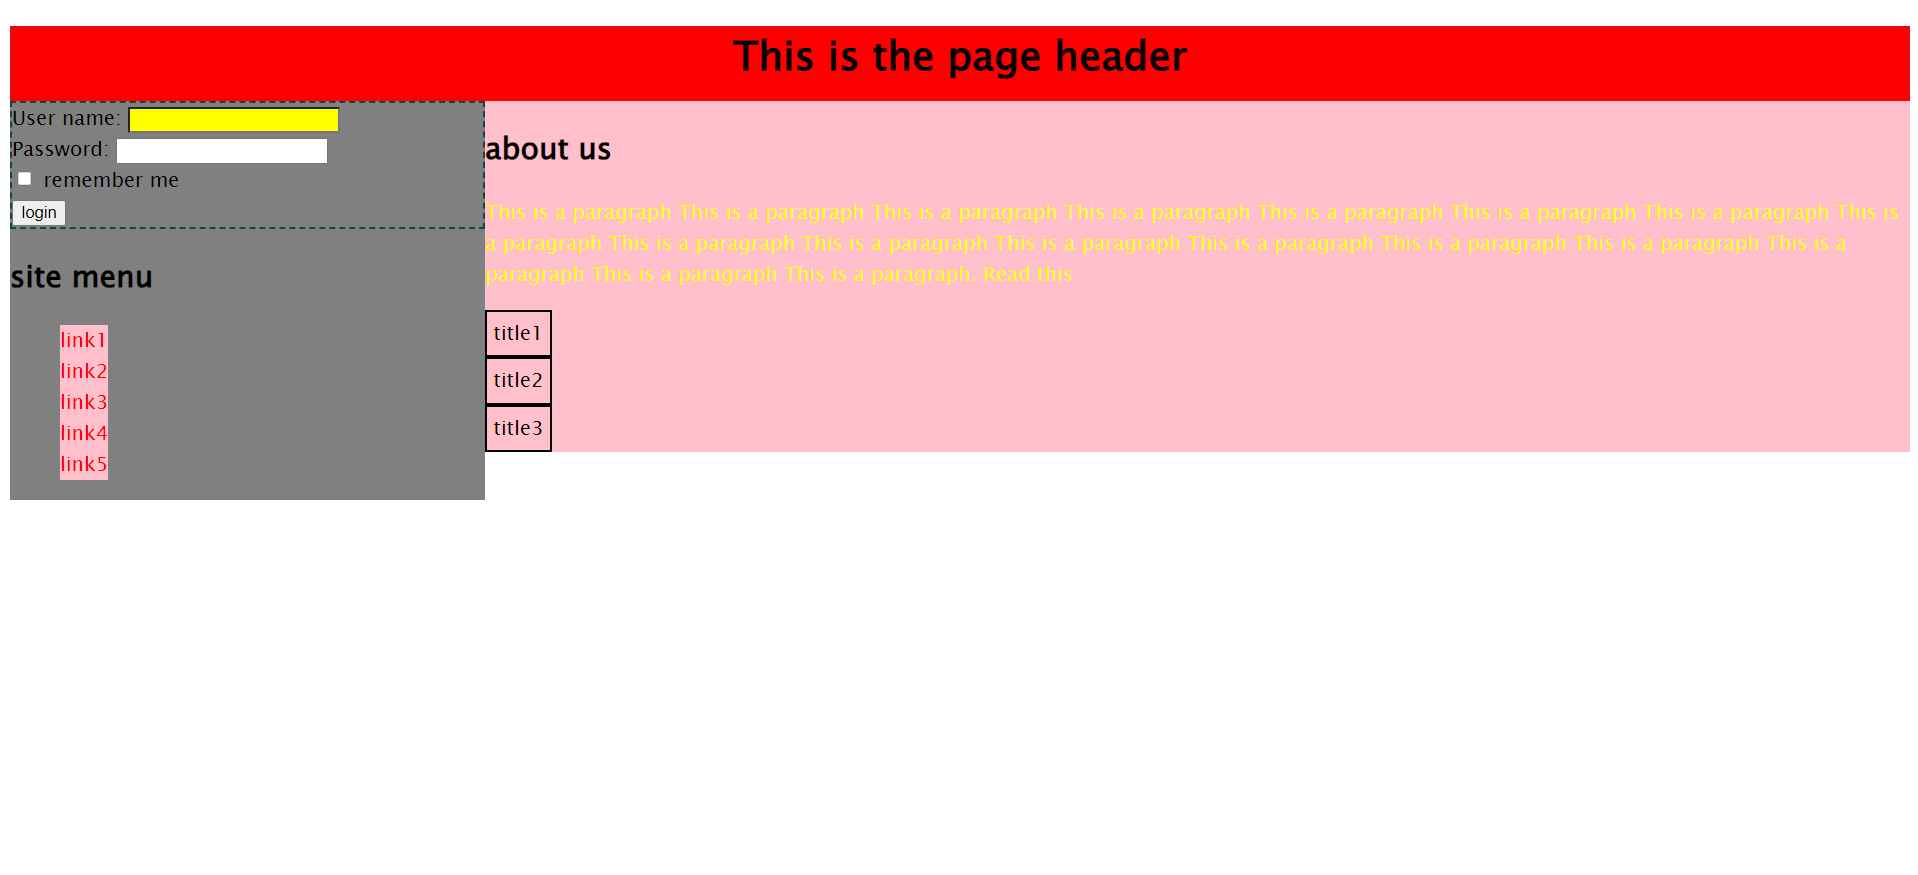 This is the page header
User name:
Password:
remember me
login
site menu
link1
link2
link3
link4
link5
about us
This is a paragraph This is a paragraph This is a paragraph This is a paragraph This is a paragraph This is a paragraph This is a paragraph This is
a paragraph This is a paragraph This is a paragraph This is a paragraph This is a paragraph This is a paragraph This is a paragraph This is a
paragraph This is a paragraph This is a paragraph. Read this
title1
title2
title3